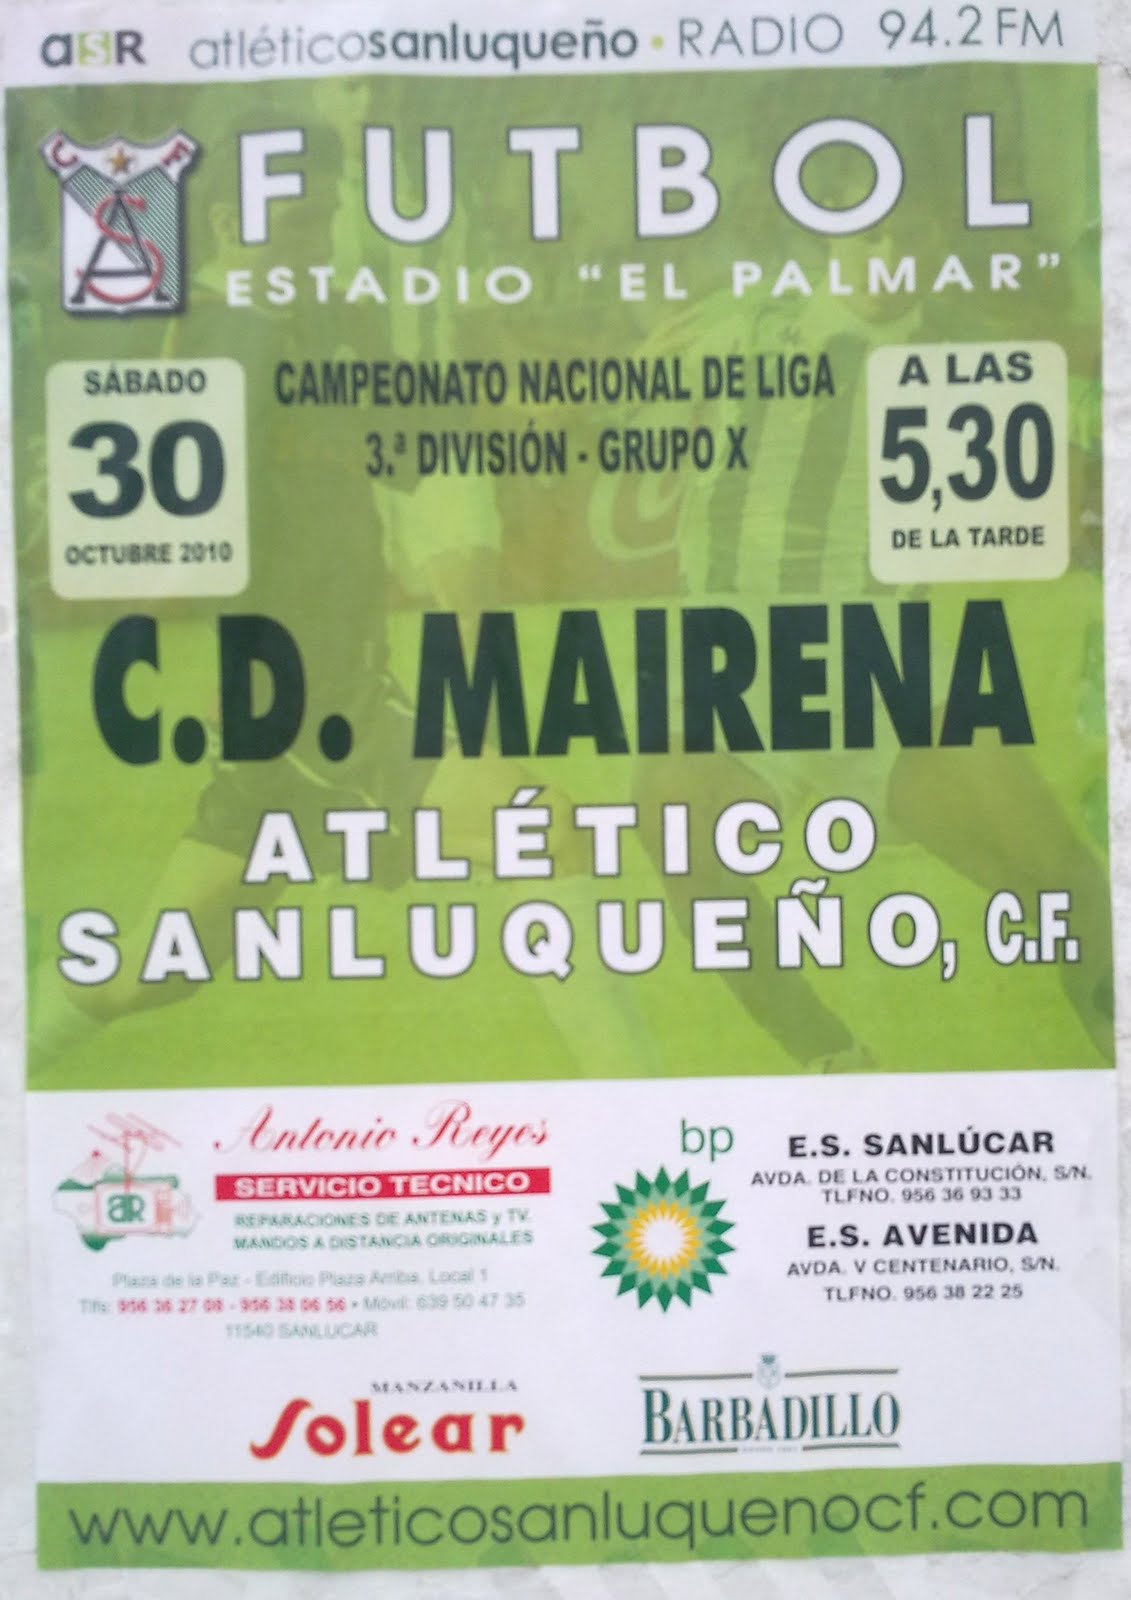 aSR atléticosanluqueño • RADIO 94.2 FM
C F
AS
FUTBOL
ESTADIO "EL PALMAR"
SÁBADO
30
OCTUBRE 2010
CAMPEONATO NACIONAL DE LIGA
3.ª DIVISIÓN - GRUPO X
A LAS
5,30
DE LA TARDE
C.D. MAIRENA
ATLÉTICO
SANLUQUEÑO, C.F.
Antonio Reyes
SERVICIO TECNICO
REPARACIONES DE ANTENAS y TV.
MANDOS A DISTANCIA ORIGINALES
AR
Plaza de la Paz - Edificio Plaza Arriba, Local 1
Tlfs: 956 36 27 08 - 956 38 06 56 • Móvil: 639 50 47 35
11540 SANLUCAR
bp
E.S. SANLÚCAR
AVDA. DE LA CONSTITUCIÓN, S/N.
TLFNO. 956 36 93 33
E.S. AVENIDA
AVDA. V CENTENARIO, S/N.
TLFNO. 956 38 22 25
MANZANILLA
Solear
BARBADILLO
www.atleticosanluquenocf.com